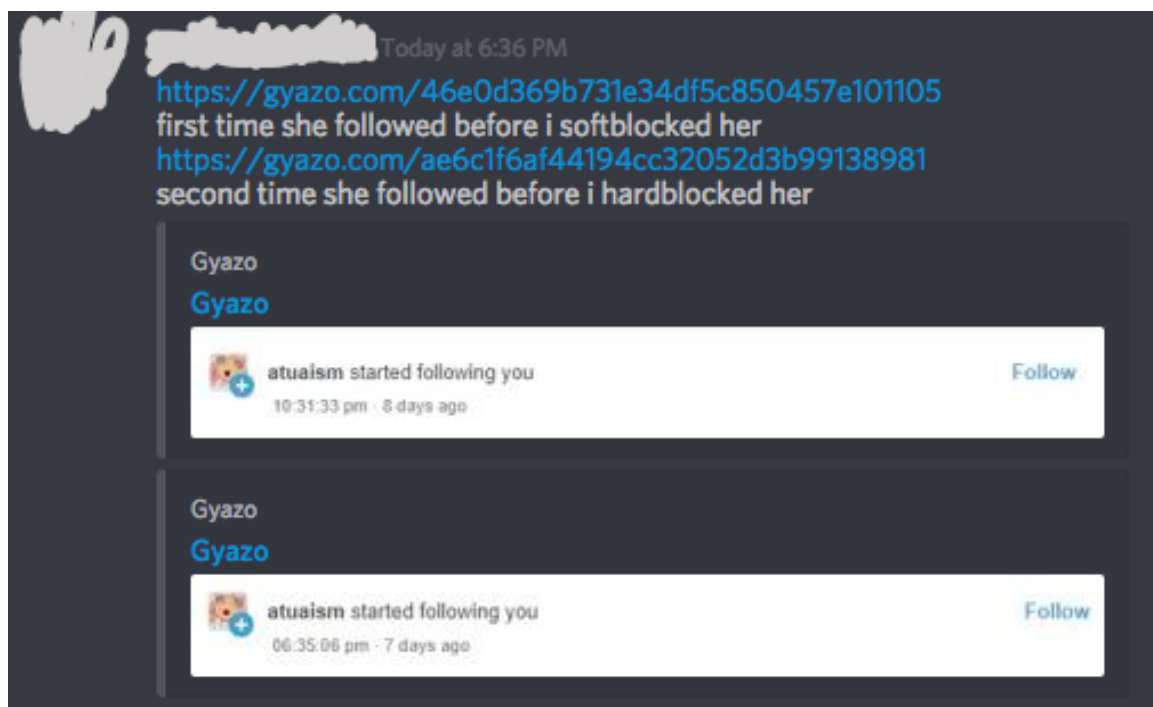 Today at 6:36 PM
https://gyazo.com/46e0d369b731e34df5c850457e101105
first time she followed before i softblocked her
https://gyazo.com/ae6c1f6af44194cc32052d3b99138981
second time she followed before i hardblocked her
Gyazo
Gyazo
atuaism started following you
Follow
10:31:33 pm · 8 days ago
Gyazo
Gyazo
atuaism started following you
Follow
06:35:06 pm · 7 days ago